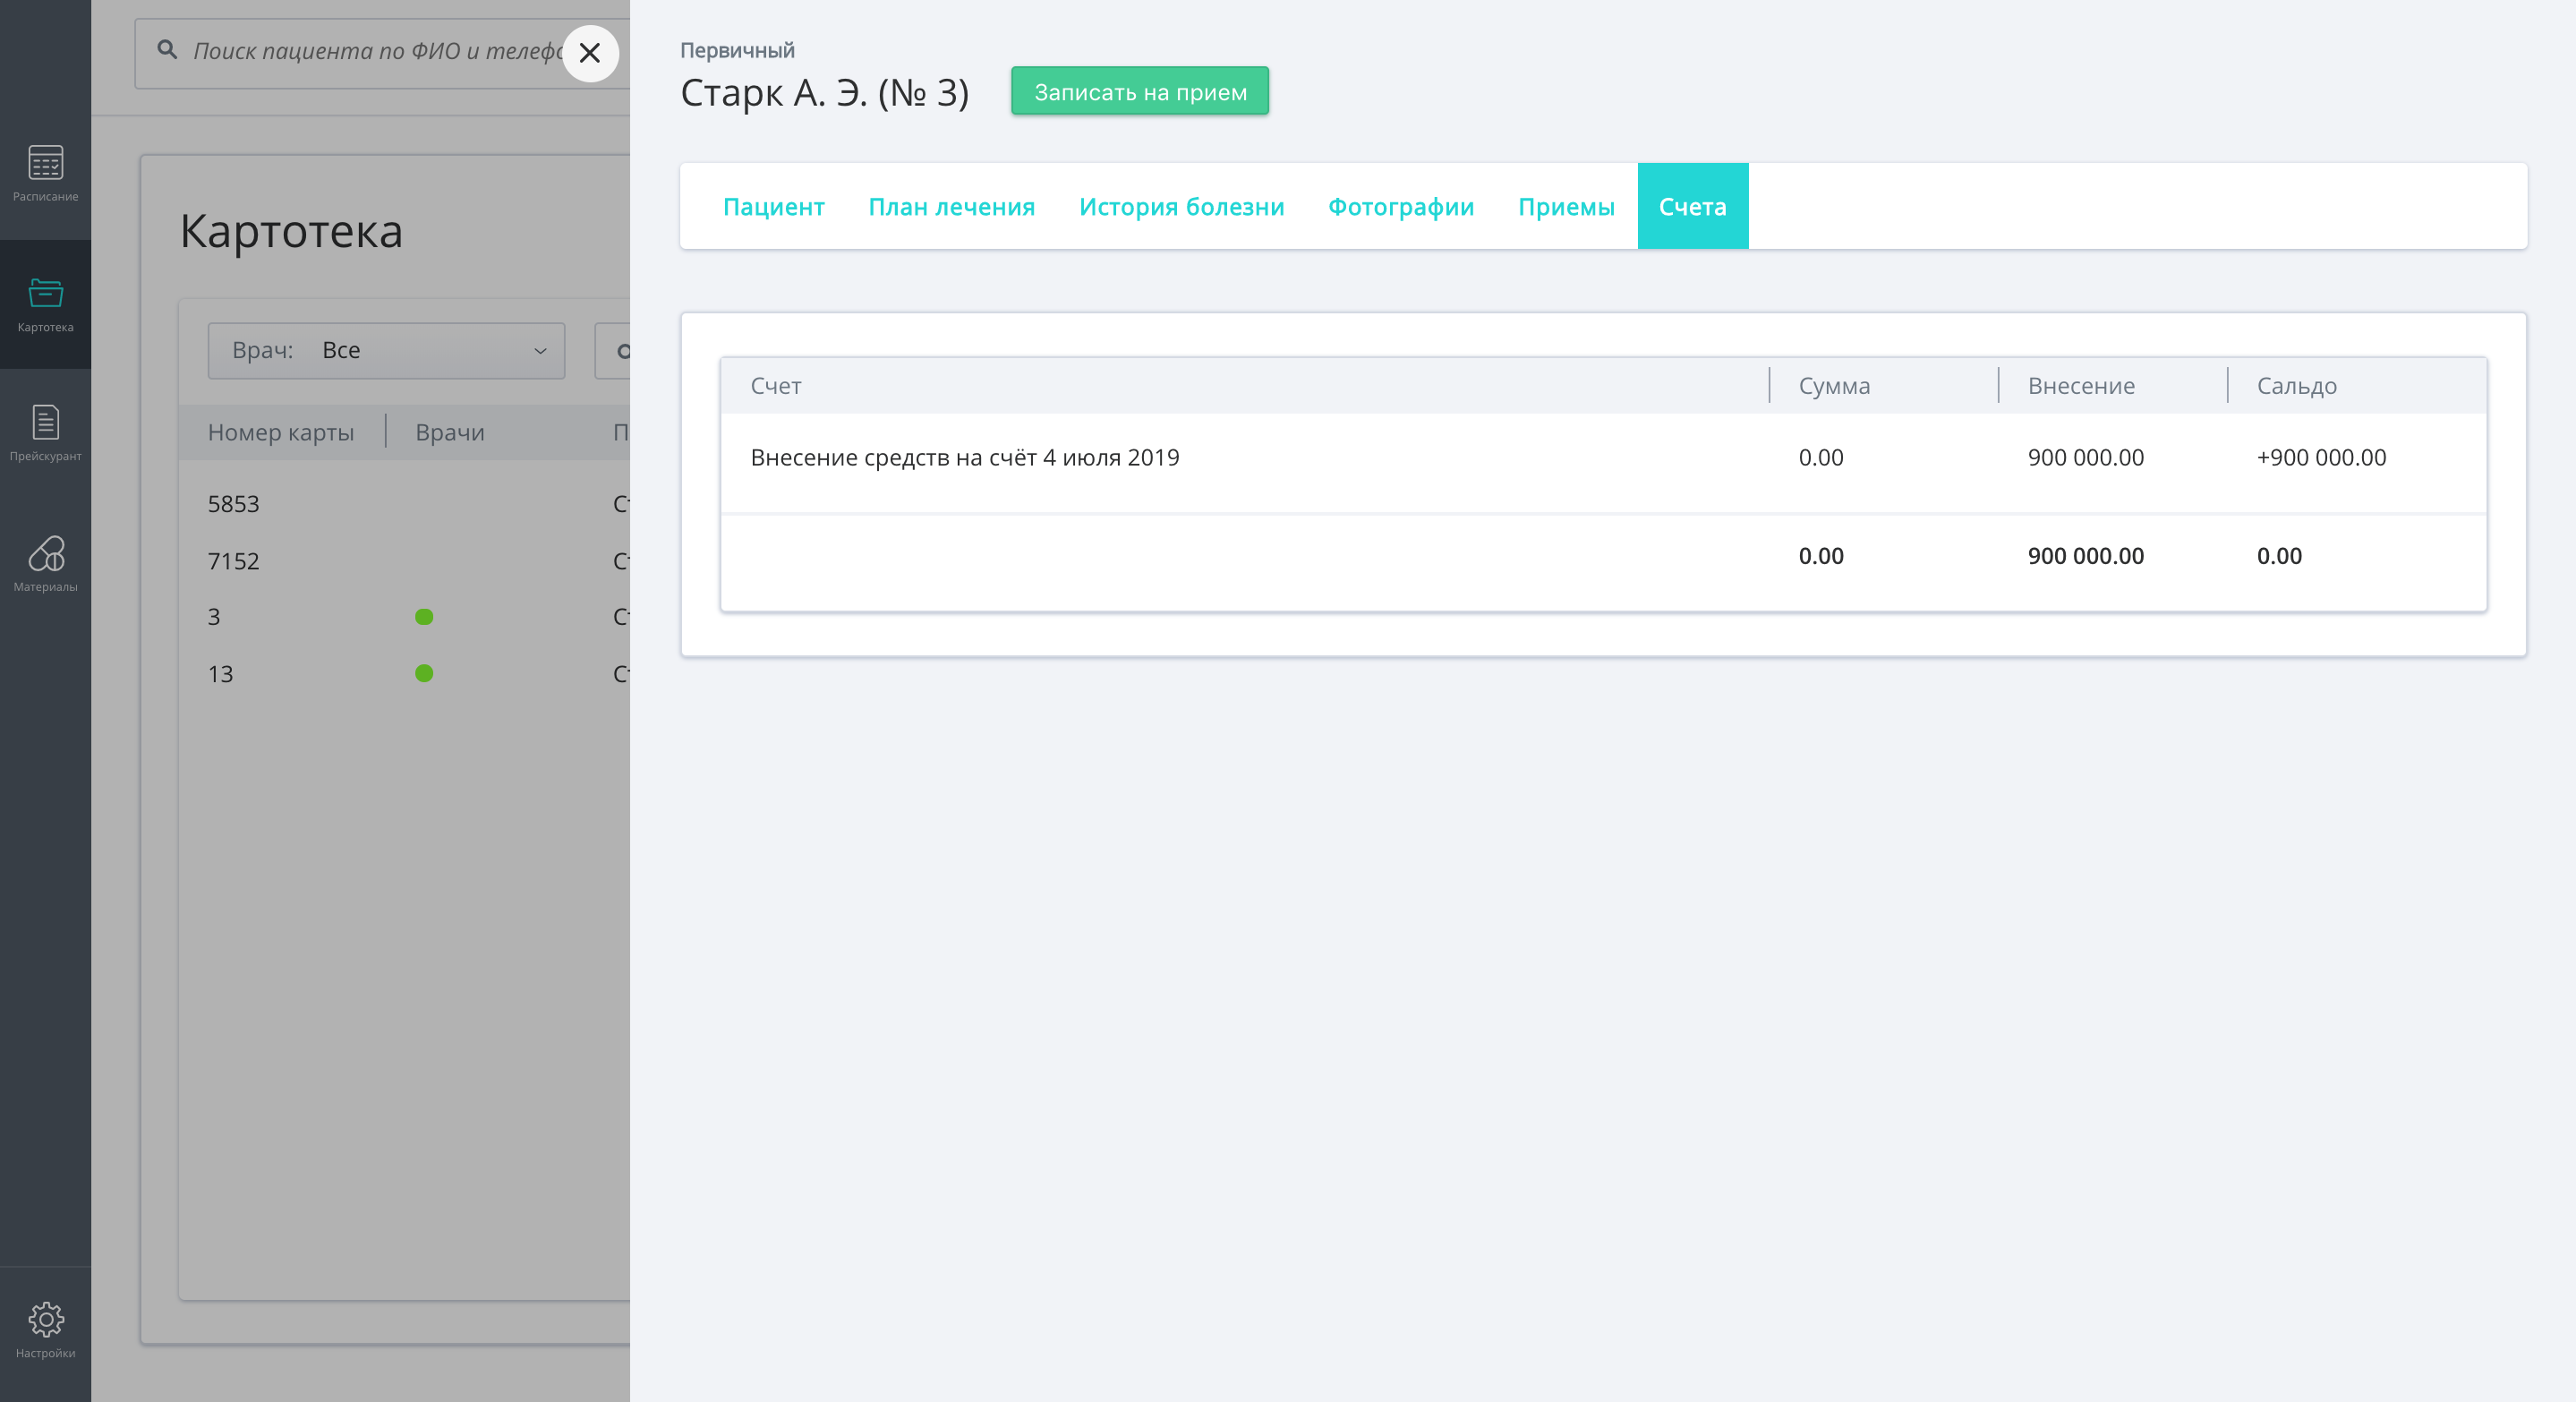 Расписание
Картотека
Прейскурант
Материалы
Настройки
Поиск пациента по ФИО и
Картотека
Врач: Все
Номер карты Врачи
5853
7152
3
13
Первичный
Старк А. Э. (№ 3)
Записать на прием
Пациент План лечения История болезни Фотографии Приемы Счета
Счет Сумма Внесение Сальдо
Внесение средств на счёт 4 июля 2019 0.00 900 000.00 +900 000.00
0.00 900 000.00 0.00